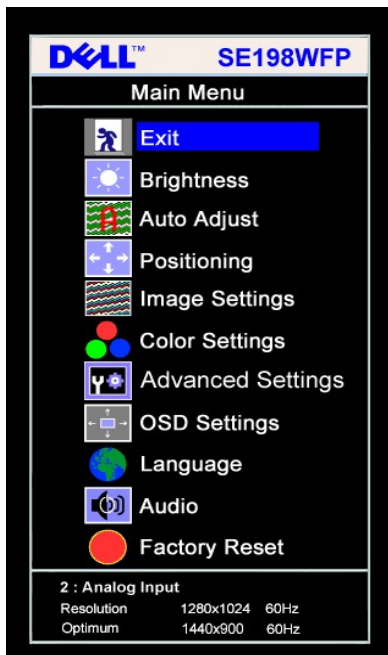 DELL™ SE198WFP
Main Menu
Exit
Brightness
Auto Adjust
Positioning
Image Settings
Color Settings
Advanced Settings
OSD Settings
Language
Audio
Factory Reset
2 : Analog Input
Resolution 1280x1024 60Hz
Optimum 1440x900 60Hz